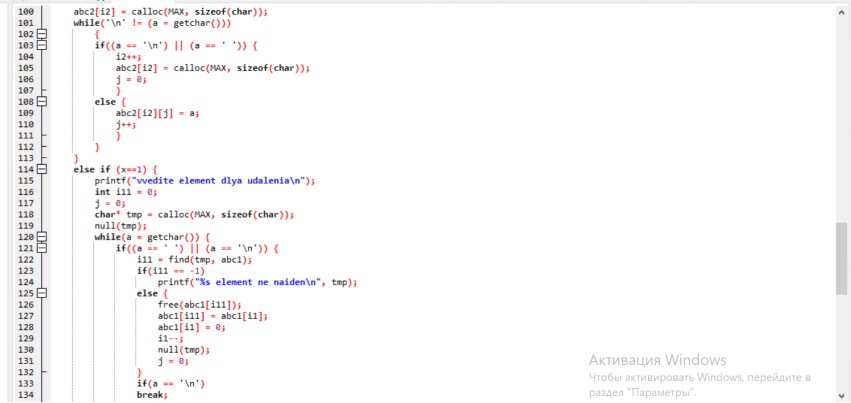 100 abc2[i2] = calloc(MAX, sizeof(char));
101 while('\n' != (a = getchar()))
102 {
103 if((a == '\n') || (a == ' ')) {
104 i2++;
105 abc2[i2] = calloc(MAX, sizeof(char));
106 j = 0;
107 }
108 else {
109 abc2[i2][j] = a;
110 j++;
111 }
112 }
113 }
114 else if (x==1) {
115 printf("vvedite element dlya udalenia\n");
116 int i11 = 0;
117 j = 0;
118 char* tmp = calloc(MAX, sizeof(char));
119 null(tmp);
120 while(a = getchar()) {
121 if((a == ' ') || (a == '\n')) {
122 i11 = find(tmp, abc1);
123 if(i11 == -1)
124 printf("%s element ne naiden\n", tmp);
125 else {
126 free(abc1[i11]);
127 abc1[i11] = abc1[i1];
128 abc1[i1] = 0;
129 i1--;
130 null(tmp);
131 j = 0;
132 }
133 if(a == '\n')
134 break;
Активация Windows
Чтобы активировать Windows, перейдите в
раздел "Параметры".